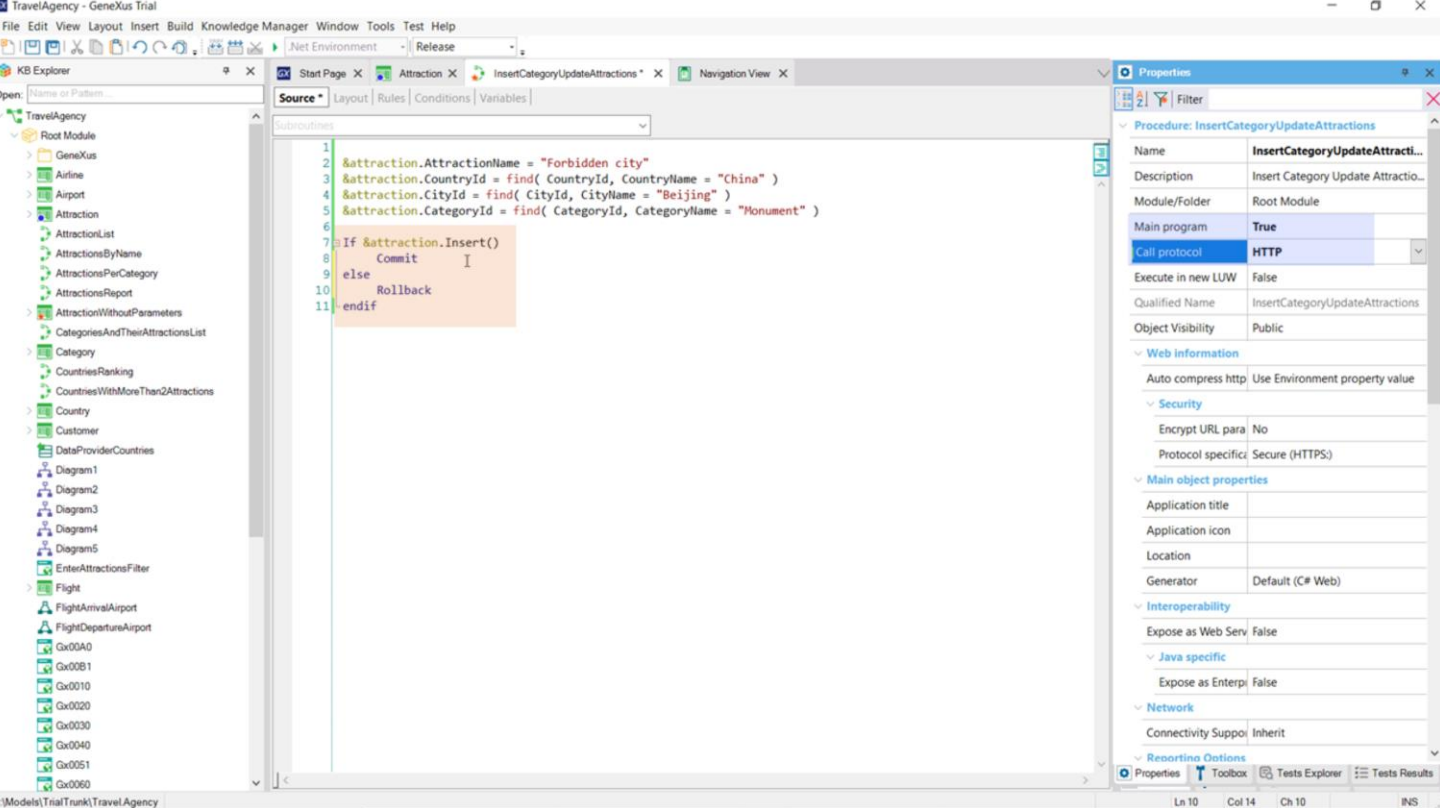 TravelAgency - GeneXus Trial
File Edit View Layout Insert Build Knowledge Manager Window Tools Test Help
.Net Environment Release
KB Explorer
Open: Name or Pattern...
TravelAgency
Root Module
GeneXus
Airline
Airport
Attraction
AttractionList
AttractionsByName
AttractionsPerCategory
AttractionsReport
AttractionWithoutParameters
CategoriesAndTheirAttractionsList
Category
CountriesRanking
CountriesWithMoreThan2Attractions
Country
Customer
DataProviderCountries
Diagram1
Diagram2
Diagram3
Diagram4
Diagram5
EnterAttractionsFilter
Flight
FlightArrivalAirport
FlightDepartureAirport
Gx00A0
Gx00B1
Gx0010
Gx0020
Gx0030
Gx0040
Gx0051
Gx0060
Start Page Attraction InsertCategoryUpdateAttractions * Navigation View
Source * Layout Rules Conditions Variables
Subroutines
1
2 &attraction.AttractionName = "Forbidden city"
3 &attraction.CountryId = find( CountryId, CountryName = "China" )
4 &attraction.CityId = find( CityId, CityName = "Beijing" )
5 &attraction.CategoryId = find( CategoryId, CategoryName = "Monument" )
6
7 If &attraction.Insert()
8 Commit
9 else
10 Rollback
11 endif
Properties
Filter
Procedure: InsertCategoryUpdateAttractions
Name InsertCategoryUpdateAttracti...
Description Insert Category Update Attractio...
Module/Folder Root Module
Main program True
Call protocol HTTP
Execute in new LUW False
Qualified Name InsertCategoryUpdateAttractions
Object Visibility Public
Web information
Auto compress http Use Environment property value
Security
Encrypt URL para No
Protocol specifica Secure (HTTPS:)
Main object properties
Application title
Application icon
Location
Generator Default (C# Web)
Interoperability
Expose as Web Serv False
Java specific
Expose as Enterpr False
Network
Connectivity Suppor Inherit
Reporting Options
Properties Toolbox Tests Explorer Tests Results
:\Models\TrialTrunk\Travel.Agency Ln 10 Col 14 Ch 10 INS